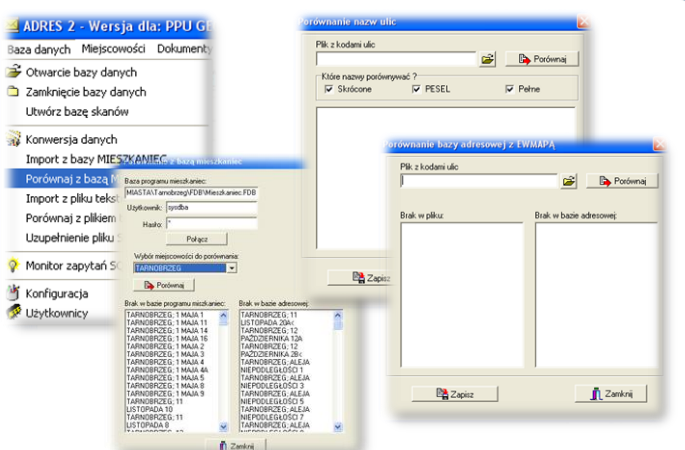 ADRES 2 - Wersja dla: PPU GE
Baza danych Miejscowości Dokumenty
Otwarcie bazy danych
Zamknięcie bazy danych
Utwórz bazę skanów
Konwersja danych
Import z bazy MIESZKANIEC
Porównaj z bazą M
Import z pliku tekst
Porównaj z plikiem
Uzupełnienie pliku S
Monitor zapytań SQ
Konfiguracja
Użytkownicy
Porównanie nazw ulic
Plik z kodami ulic
Porównaj
Które nazwy porównywać ?
Skrócone PESEL Pełne
Zapisz
z bazą mieszkaniec
Baza programu mieszkaniec:
MIASTA\Tarnobrzeg\FDB\Mieszkaniec.FDB
Użytkownik: sysdba
Hasło: *
Połącz
Wybór miejscowości do porównania:
TARNOBRZEG
Porównaj
Brak w bazie programu miszkaniec:
TARNOBRZEG; 1 MAJA 1
TARNOBRZEG; 1 MAJA 11
TARNOBRZEG; 1 MAJA 14
TARNOBRZEG; 1 MAJA 16
TARNOBRZEG; 1 MAJA 2
TARNOBRZEG; 1 MAJA 3
TARNOBRZEG; 1 MAJA 4
TARNOBRZEG; 1 MAJA 4A
TARNOBRZEG; 1 MAJA 5
TARNOBRZEG; 1 MAJA 8
TARNOBRZEG; 1 MAJA 9
TARNOBRZEG; 11
LISTOPADA 10
TARNOBRZEG; 11
LISTOPADA 8
Brak w bazie adresowej:
TARNOBRZEG; 11
LISTOPADA 20Ac
TARNOBRZEG; 12
PAŹDZIERNIKA 12A
TARNOBRZEG; 12
PAŹDZIERNIKA 2Bc
TARNOBRZEG; ALEJA
NIEPODLEGŁOŚCI 1
TARNOBRZEG; ALEJA
NIEPODLEGŁOŚCI 3
TARNOBRZEG; ALEJA
NIEPODLEGŁOŚCI 5
TARNOBRZEG; ALEJA
NIEPODLEGŁOŚCI 7
TARNOBRZEG; ALEJA
Zamknij
Porównanie bazy adresowej z EWMAPĄ
Plik z kodami ulic
Porównaj
Brak w pliku: Brak w bazie adresowej:
Zapisz Zamknij